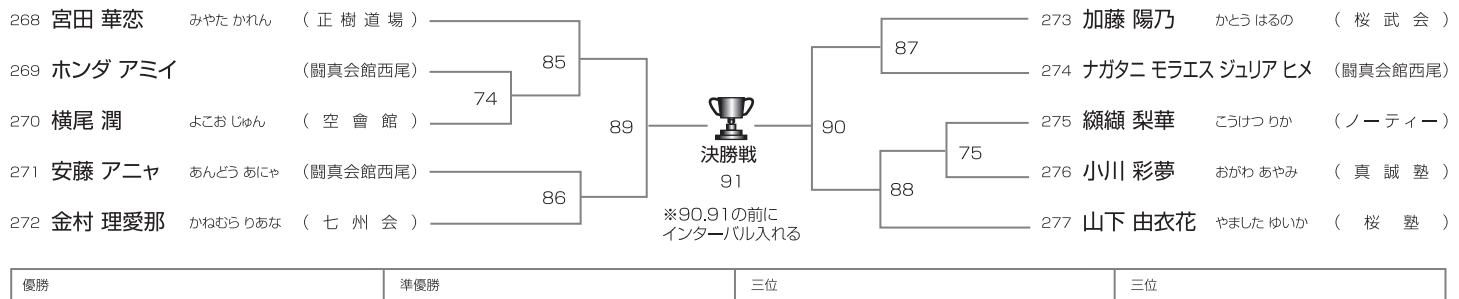 268 宮田 華恋 みやた かれん （ 正 樹 道 場 ）
269 ホンダ アミイ （闘真会館西尾）
270 横尾 潤 よこお じゅん （ 空 會 館 ）
271 安藤 アニャ あんどう あにゃ （闘真会館西尾）
272 金村 理愛那 かねむら りあな （ 七 州 会 ）
85
74
89
86
決勝戦
91
※90.91の前に
インターバル入れる
87
90
75
88
273 加藤 陽乃 かとう はるの （ 桜 武 会 ）
274 ナガタニ モラエス ジュリア ヒメ （闘真会館西尾）
275 纐纈 梨華 こうけつ りか （ノーティー）
276 小川 彩夢 おがわ あやみ （ 真 誠 塾 ）
277 山下 由衣花 やました ゆいか （ 桜 塾 ）
優勝 準優勝 三位 三位